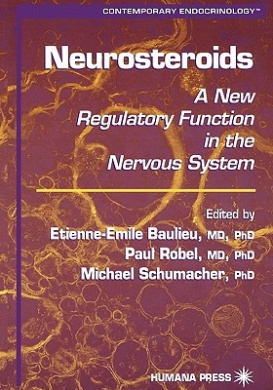 CONTEMPORARY ENDOCRINOLOGY™
Neurosteroids
A New
Regulatory Function
in the
Nervous System
Edited by
Etienne-Emile Baulieu, MD, PhD
Paul Robel, MD, PhD
Michael Schumacher, PhD
HUMANA PRESS